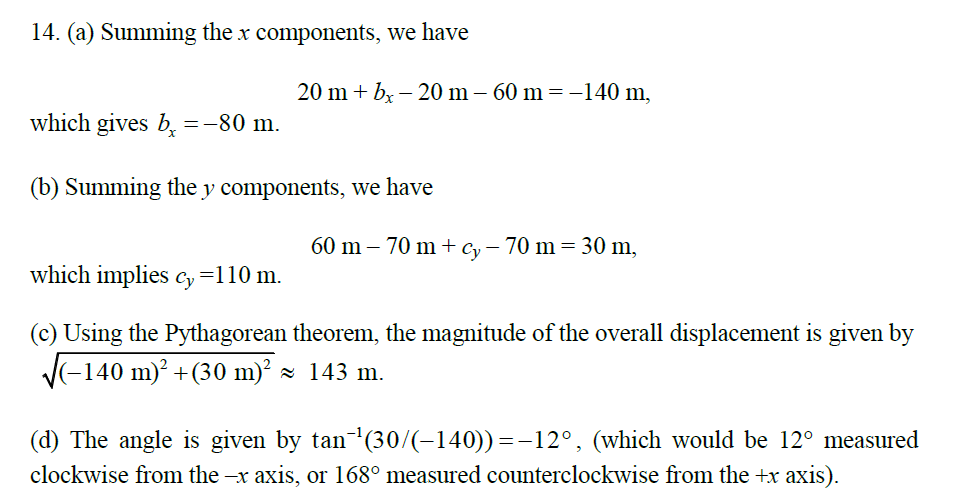 14. (a) Summing the x components, we have
20 m + bₓ – 20 m – 60 m = –140 m,
which gives bₓ = –80 m.
(b) Summing the y components, we have
60 m – 70 m + c_y – 70 m = 30 m,
which implies c_y =110 m.
(c) Using the Pythagorean theorem, the magnitude of the overall displacement is given by
√((–140 m)² + (30 m)²) ≈ 143 m.
(d) The angle is given by tan⁻¹(30/(–140)) = –12°, (which would be 12° measured
clockwise from the –x axis, or 168° measured counterclockwise from the +x axis).